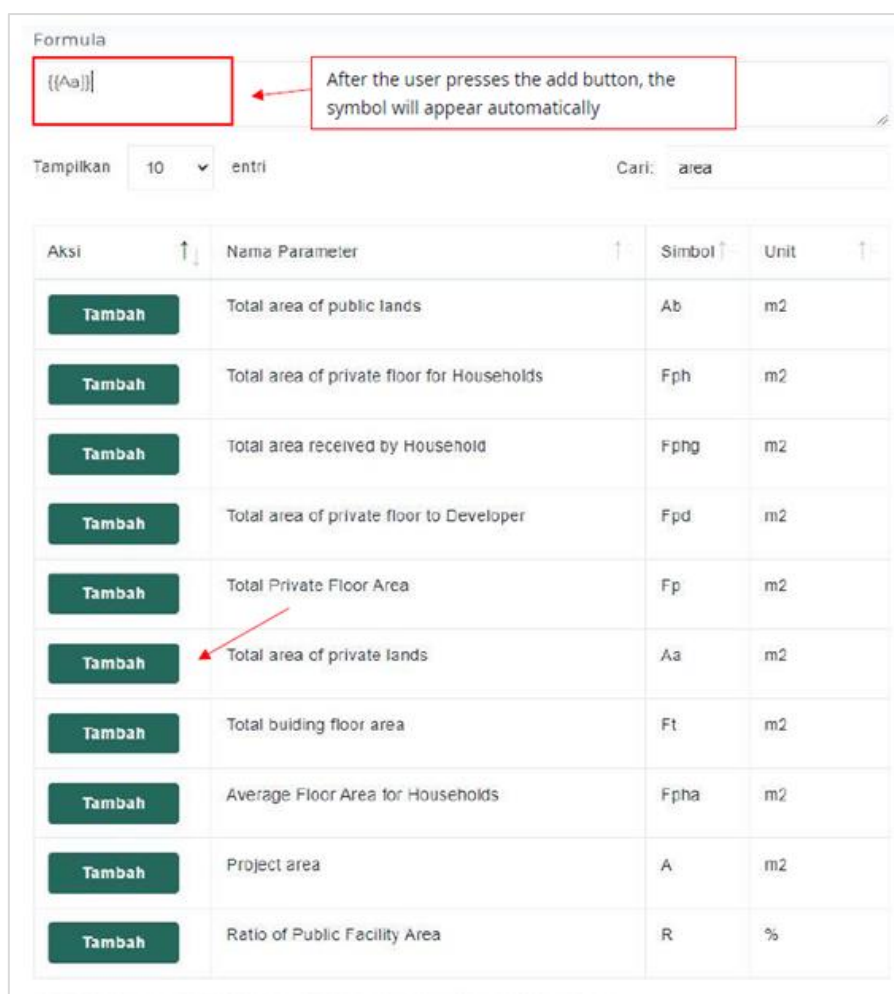 Formula
{{Aa}}
After the user presses the add button, the
symbol will appear automatically
Tampilkan 10 entri Cari: area
Aksi Nama Parameter Simbol Unit
Tambah Total area of public lands Ab m2
Tambah Total area of private floor for Households Fph m2
Tambah Total area received by Household Fphg m2
Tambah Total area of private floor to Developer Fpd m2
Tambah Total Private Floor Area Fp m2
Tambah Total area of private lands Aa m2
Tambah Total buiding floor area Ft m2
Tambah Average Floor Area for Households Fpha m2
Tambah Project area A m2
Tambah Ratio of Public Facility Area R %